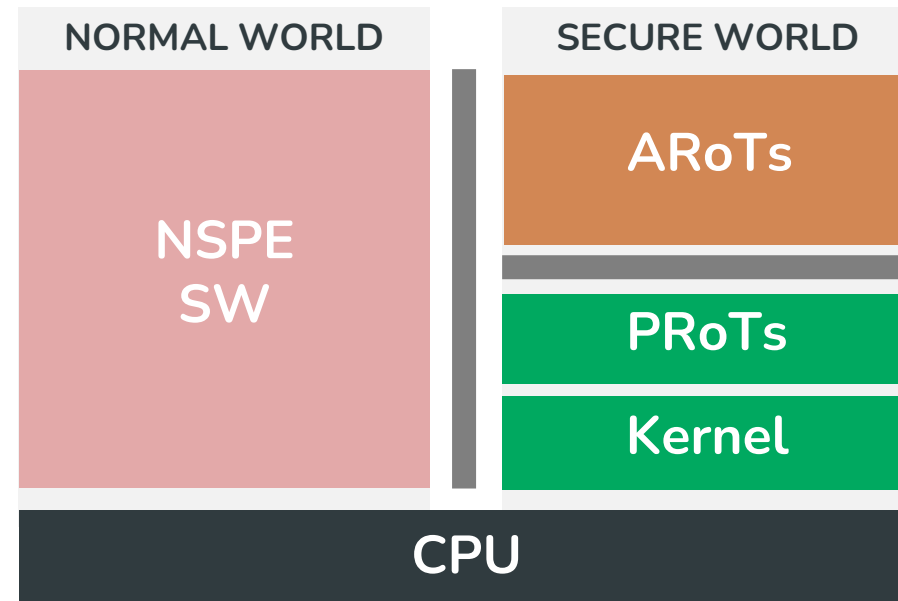 NORMAL WORLD
SECURE WORLD
NSPE
SW
ARoTs
PRoTs
Kernel
CPU